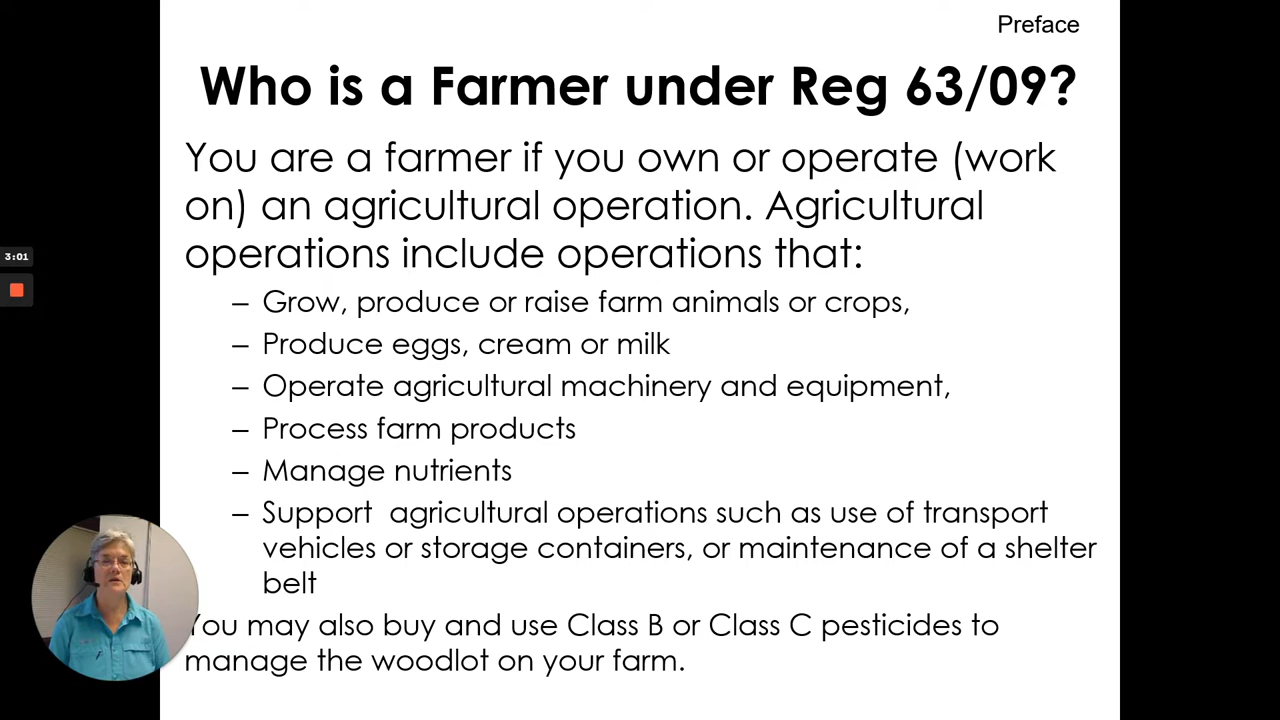 Preface
Who is a Farmer under Reg 63/09?
You are a farmer if you own or operate (work
on) an agricultural operation. Agricultural
operations include operations that:
– Grow, produce or raise farm animals or crops,
– Produce eggs, cream or milk
3:01
– Operate agricultural machinery and equipment,
– Process farm products
– Manage nutrients
– Support  agricultural operations such as use of transport
vehicles or storage containers, or maintenance of a shelter
belt
You may also buy and use Class B or Class C pesticides to
manage the woodlot on your farm.